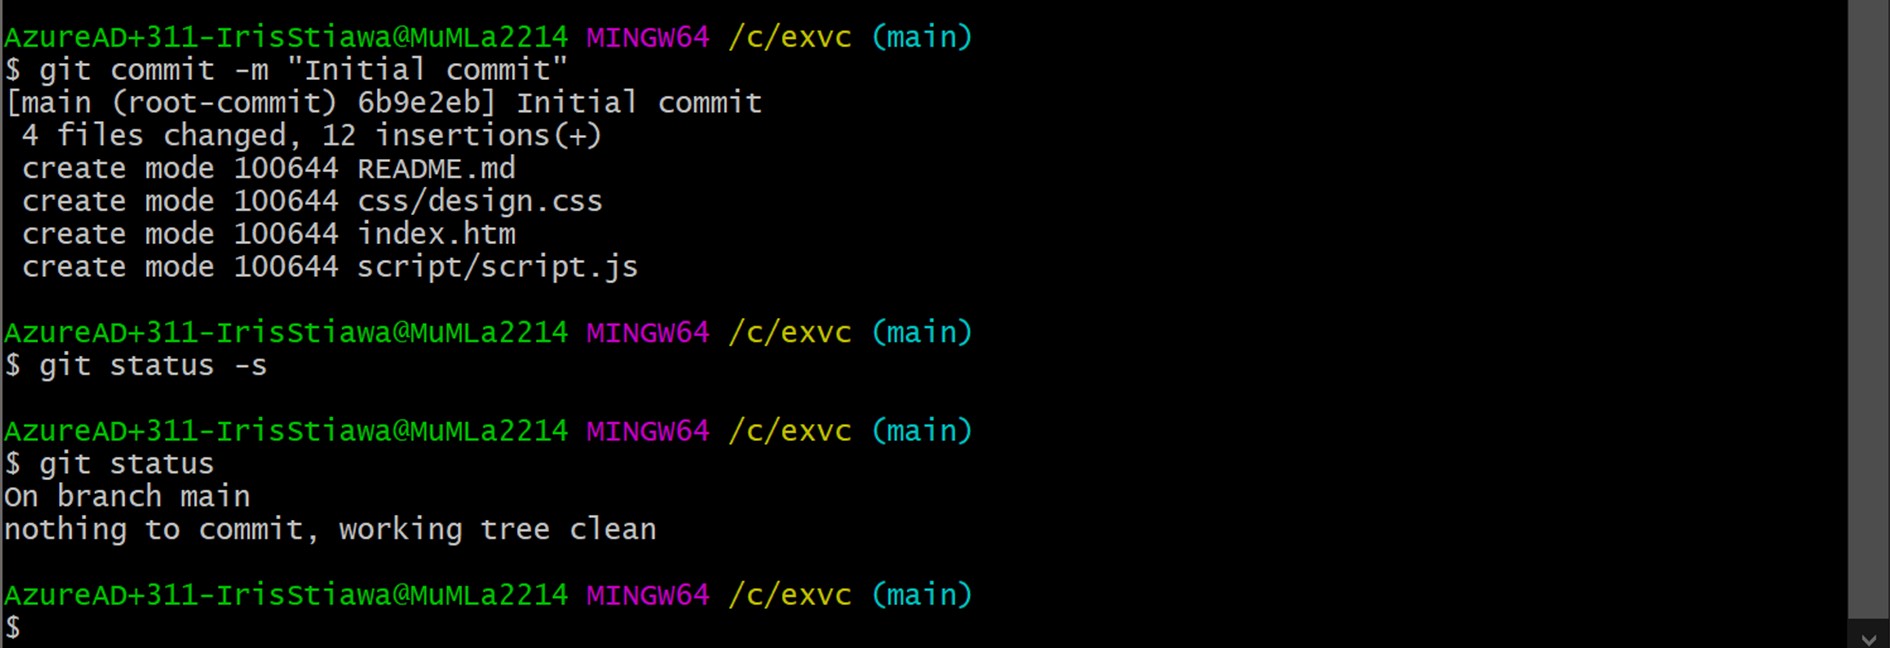 AzureAD+311-IrisStiawa@MuMLa2214 MINGW64 /c/exvc (main)
$ git commit -m "Initial commit"
[main (root-commit) 6b9e2eb] Initial commit
 4 files changed, 12 insertions(+)
 create mode 100644 README.md
 create mode 100644 css/design.css
 create mode 100644 index.htm
 create mode 100644 script/script.js
AzureAD+311-IrisStiawa@MuMLa2214 MINGW64 /c/exvc (main)
$ git status -s
AzureAD+311-IrisStiawa@MuMLa2214 MINGW64 /c/exvc (main)
$ git status
On branch main
nothing to commit, working tree clean
AzureAD+311-IrisStiawa@MuMLa2214 MINGW64 /c/exvc (main)
$